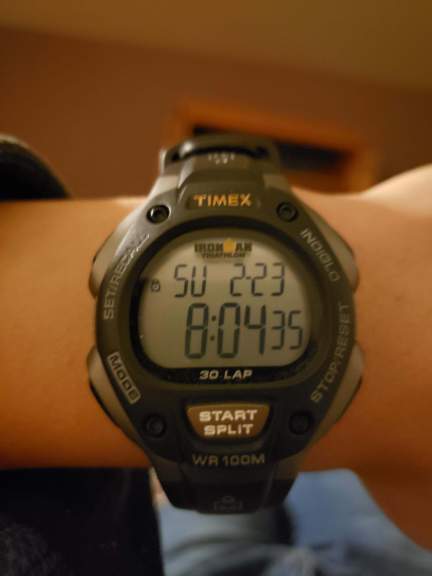 TIMEX
IRONMAN
TRIATHLON
SET/RECALL
INDIGLO
SU 2-23
8:04 35
MODE
STOP/RESET
30 LAP
START
SPLIT
WR 100M